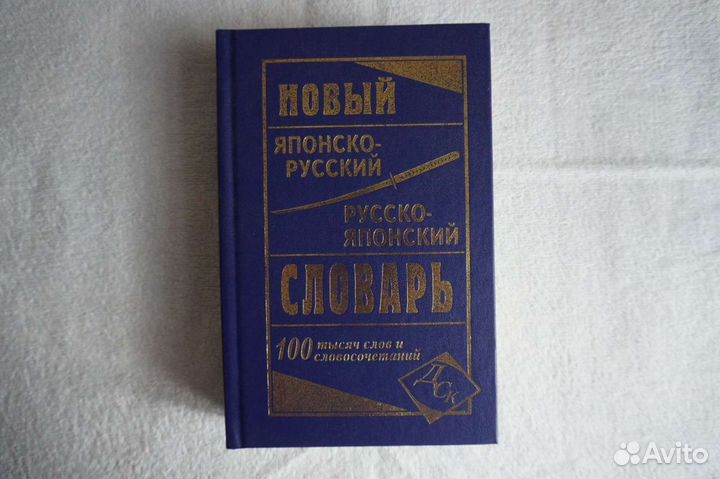 НОВЫЙ
ЯПОНСКО-
РУССКИЙ
РУССКО-
ЯПОНСКИЙ
СЛОВАРЬ
100 тысяч слов и
словосочетаний
ДСК
Avito